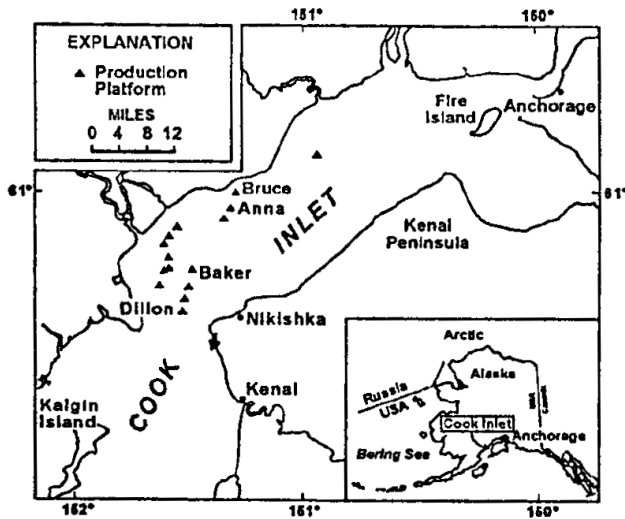 151°
150°
EXPLANATION
▲ Production
Platform
MILES
0 4 8 12
Fire
Island
Anchorage
61°
61°
Bruce
Anna
INLET
Kenai
Peninsula
Baker
Dillon
Nikishka
COOK
Kenai
Kalgin
Island
Arctic
Alaska
Russia
USA
Cook Inlet
Anchorage
Bering Sea
152°
151°
150°